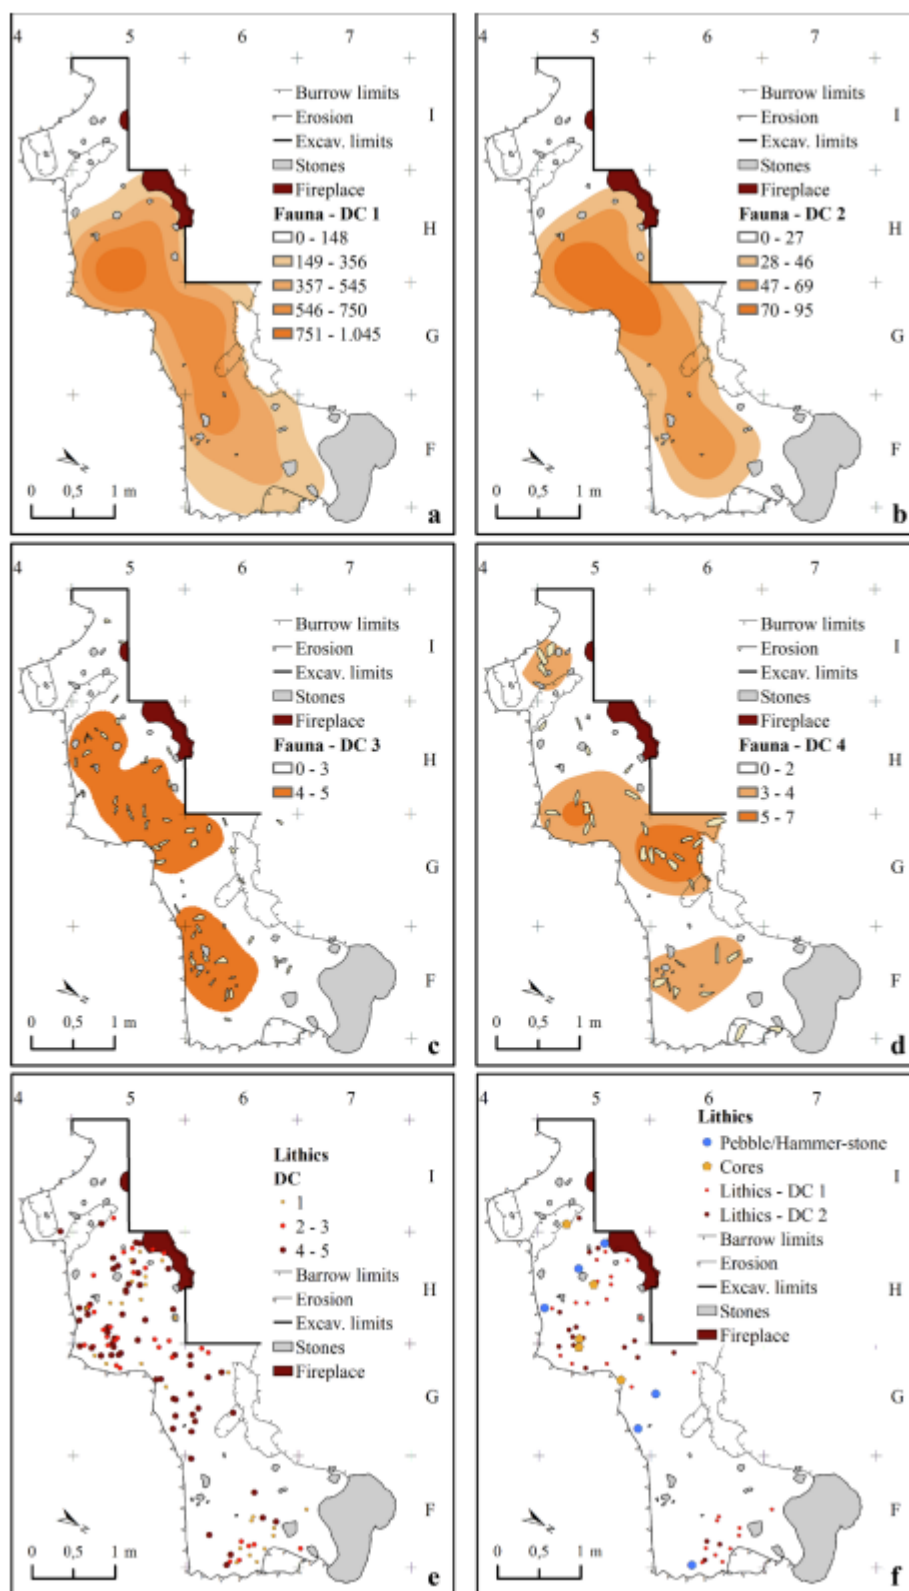 4 5 6 7
Burrow limits
Erosion
Excav. limits
Stones
Fireplace
Fauna - DC 1
0 - 148
149 - 356
357 - 545
546 - 750
751 - 1.045
I
H
G
F
N
0 0,5 1 m
a
4 5 6 7
Burrow limits
Erosion
Excav. limits
Stones
Fireplace
Fauna - DC 2
0 - 27
28 - 46
47 - 69
70 - 95
I
H
G
F
N
0 0,5 1 m
b
4 5 6 7
Burrow limits
Erosion
Excav. limits
Stones
Fireplace
Fauna - DC 3
0 - 3
4 - 5
I
H
G
F
N
0 0,5 1 m
c
4 5 6 7
Burrow limits
Erosion
Excav. limits
Stones
Fireplace
Fauna - DC 4
0 - 2
3 - 4
5 - 7
I
H
G
F
N
0 0,5 1 m
d
4 5 6 7
Lithics
DC
1
2 - 3
4 - 5
Barrow limits
Erosion
Excav. limits
Stones
Fireplace
I
H
G
F
N
0 0,5 1 m
e
4 5 6 7
Lithics
Pebble/Hammer-stone
Cores
Lithics - DC 1
Lithics - DC 2
Barrow limits
Erosion
Excav. limits
Stones
Fireplace
I
H
G
F
N
0 0,5 1 m
f